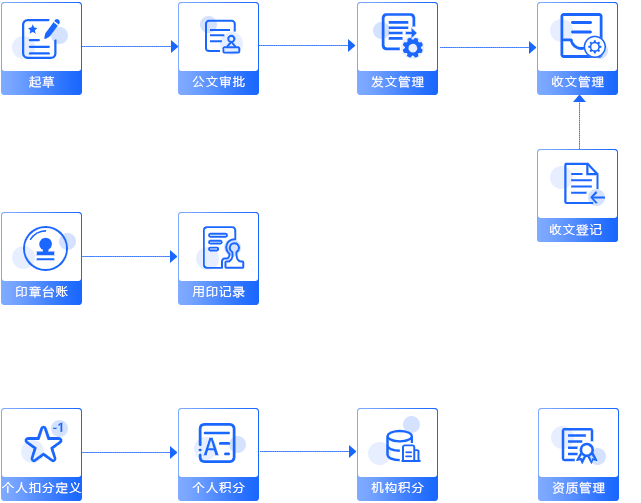 起草
公文审批
发文管理
收文管理
收文登记
印章台账
用印记录
-1
个人扣分定义
A
个人积分
机构积分
资质管理